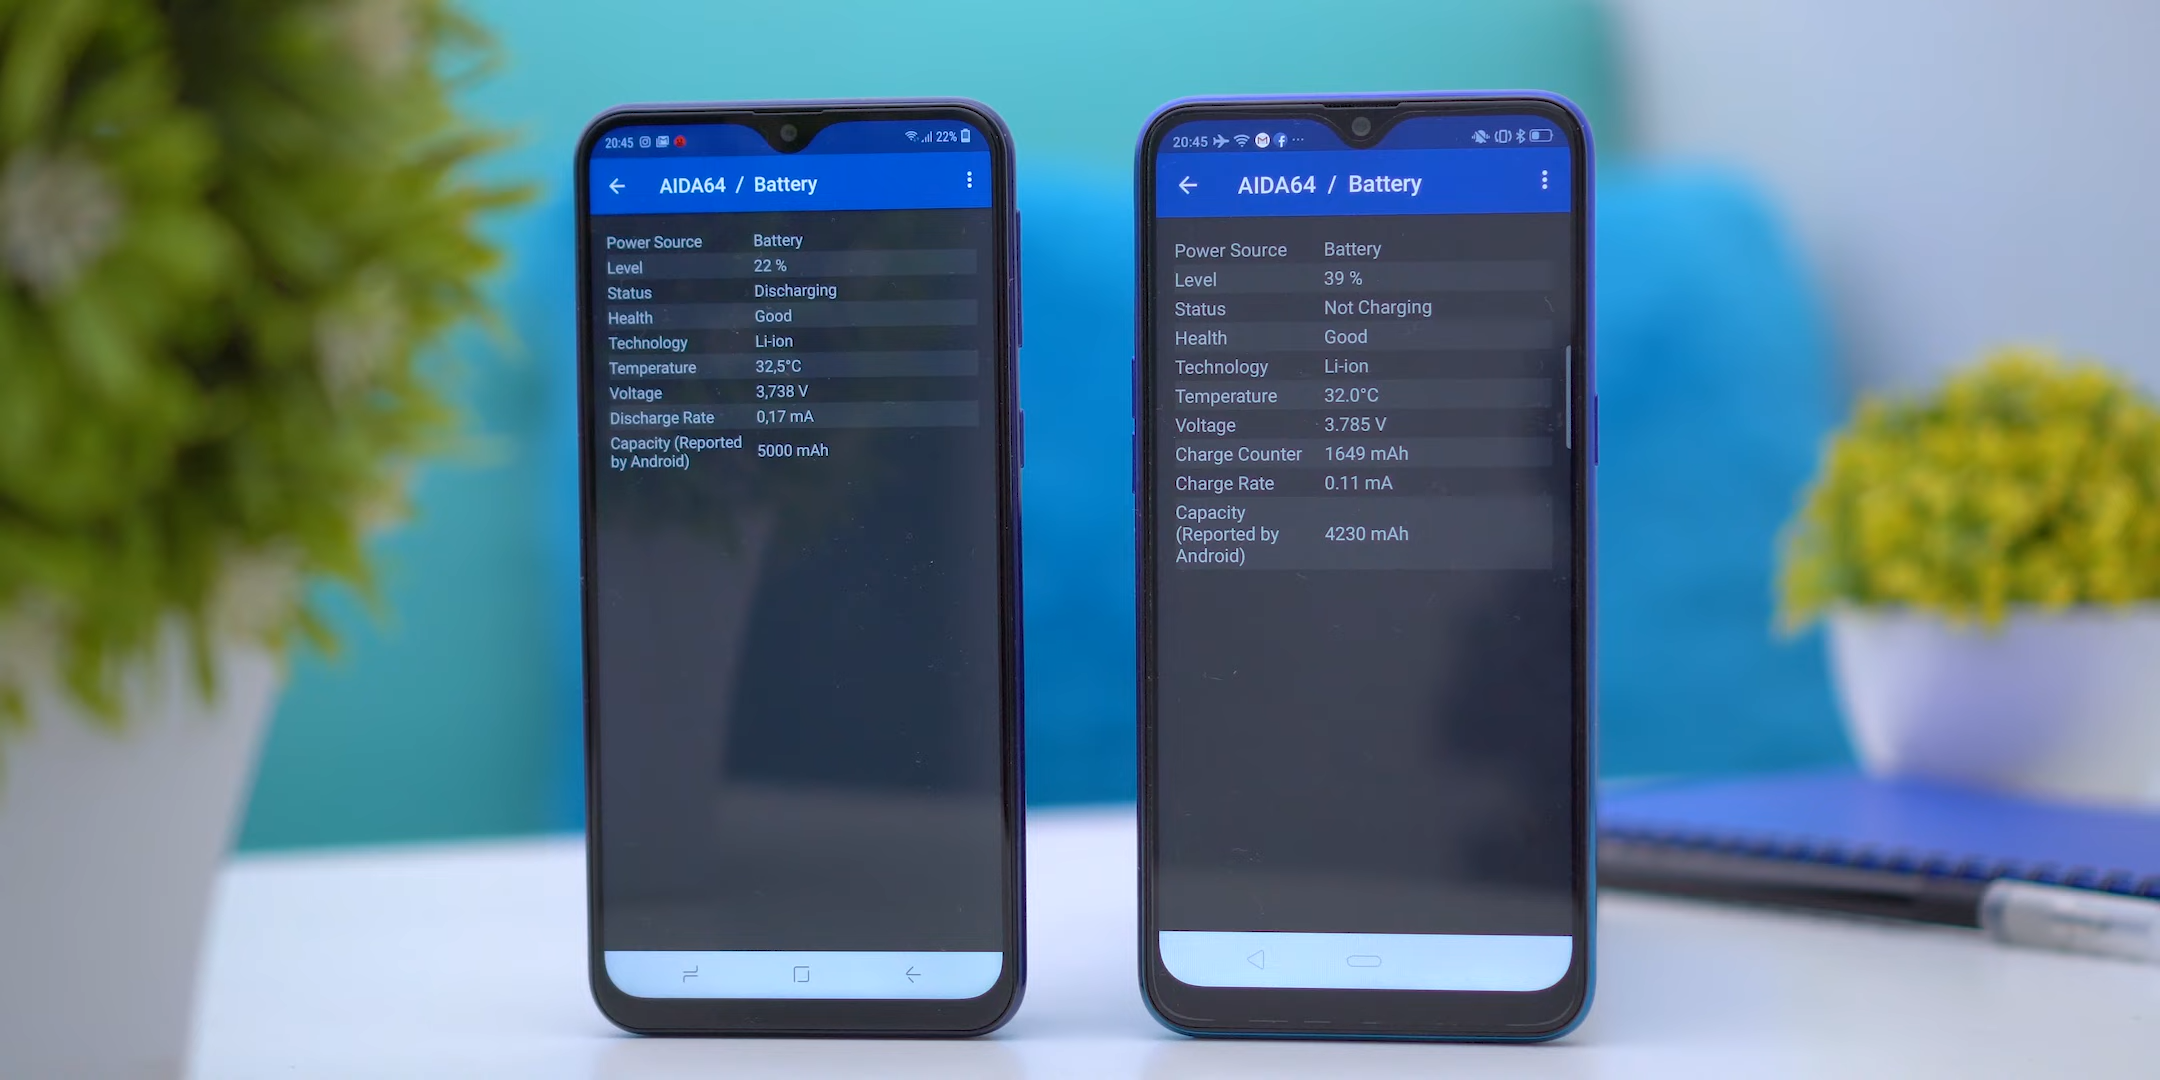 20:45
22%
AIDA64 / Battery
Power Source Battery
Level 22 %
Status Discharging
Health Good
Technology Li-ion
Temperature 32,5°C
Voltage 3,738 V
Discharge Rate 0,17 mA
Capacity (Reported
by Android) 5000 mAh
20:45
AIDA64 / Battery
Power Source Battery
Level 39 %
Status Not Charging
Health Good
Technology Li-ion
Temperature 32.0°C
Voltage 3.785 V
Charge Counter 1649 mAh
Charge Rate 0.11 mA
Capacity
(Reported by
Android) 4230 mAh